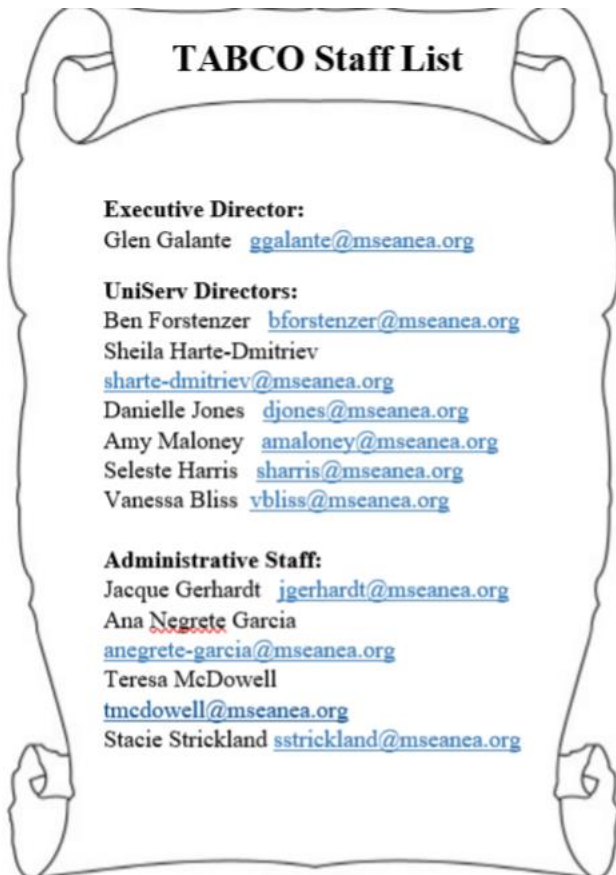 TABCO Staff List
Executive Director:
Glen Galante ggalante@mseanea.org
UniServ Directors:
Ben Forstenzer bforstenzer@mseanea.org
Sheila Harte-Dmitriev
sharte-dmitriev@mseanea.org
Danielle Jones djones@mseanea.org
Amy Maloney amaloney@mseanea.org
Seleste Harris sharris@mseanea.org
Vanessa Bliss vbliss@mseanea.org
Administrative Staff:
Jacque Gerhardt jgerhardt@mseanea.org
Ana Negrete Garcia
anegrete-garcia@mseanea.org
Teresa McDowell
tmcdowell@mseanea.org
Stacie Strickland sstrickland@mseanea.org